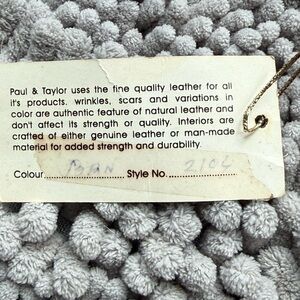 Paul & Taylor uses the fine quality leather for all
it's products. wrinkles, scars and variations in
color are authentic feature of natural leather and
don't affect its strength or quality. Interiors are
crafted of either genuine leather or man-made
material for added strength and durability.
Colour BRN Style No. 2102